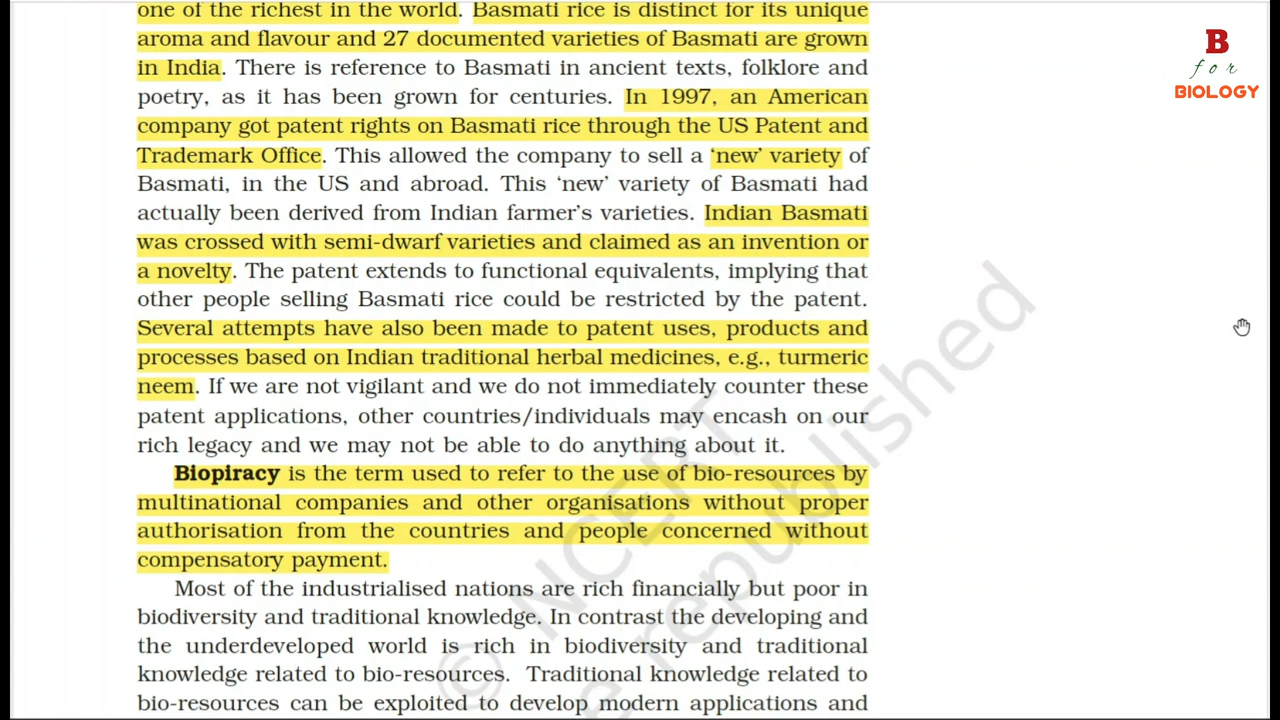 one of the richest in the world. Basmati rice is distinct for its unique
aroma and flavour and 27 documented varieties of Basmati are grown
in India. There is reference to Basmati in ancient texts, folklore and
poetry, as it has been grown for centuries. In 1997, an American
company got patent rights on Basmati rice through the US Patent and
Trademark Office. This allowed the company to sell a ‘new’ variety of
Basmati, in the US and abroad. This ‘new’ variety of Basmati had
actually been derived from Indian farmer’s varieties. Indian Basmati
was crossed with semi-dwarf varieties and claimed as an invention or
a novelty. The patent extends to functional equivalents, implying that
other people selling Basmati rice could be restricted by the patent.
Several attempts have also been made to patent uses, products and
processes based on Indian traditional herbal medicines, e.g., turmeric
neem. If we are not vigilant and we do not immediately counter these
patent applications, other countries/individuals may encash on our
rich legacy and we may not be able to do anything about it.
Biopiracy is the term used to refer to the use of bio-resources by
multinational companies and other organisations without proper
authorisation from the countries and people concerned without
compensatory payment.
Most of the industrialised nations are rich financially but poor in
biodiversity and traditional knowledge. In contrast the developing and
the underdeveloped world is rich in biodiversity and traditional
knowledge related to bio-resources. Traditional knowledge related to
bio-resources can be exploited to develop modern applications and
B
for
BIOLOGY
© NCERT
republished